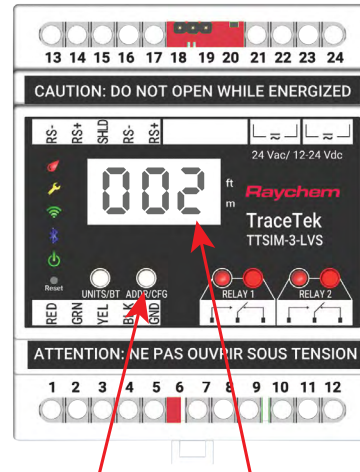 13 14 15 16 17 18 19 20 21 22 23 24
CAUTION: DO NOT OPEN WHILE ENERGIZED
RS- RS+ SHLD RS- RS+
24 Vac/ 12-24 Vdc
002
ft
m
Raychem
TraceTek
TTSIM-3-LVS
Reset
UNITS/BT ADDR/CFG
RELAY 1 RELAY 2
RED GRN YEL BLK GND
ATTENTION: NE PAS OUVRIR SOUS TENSION
1 2 3 4 5 6 7 8 9 10 11 12